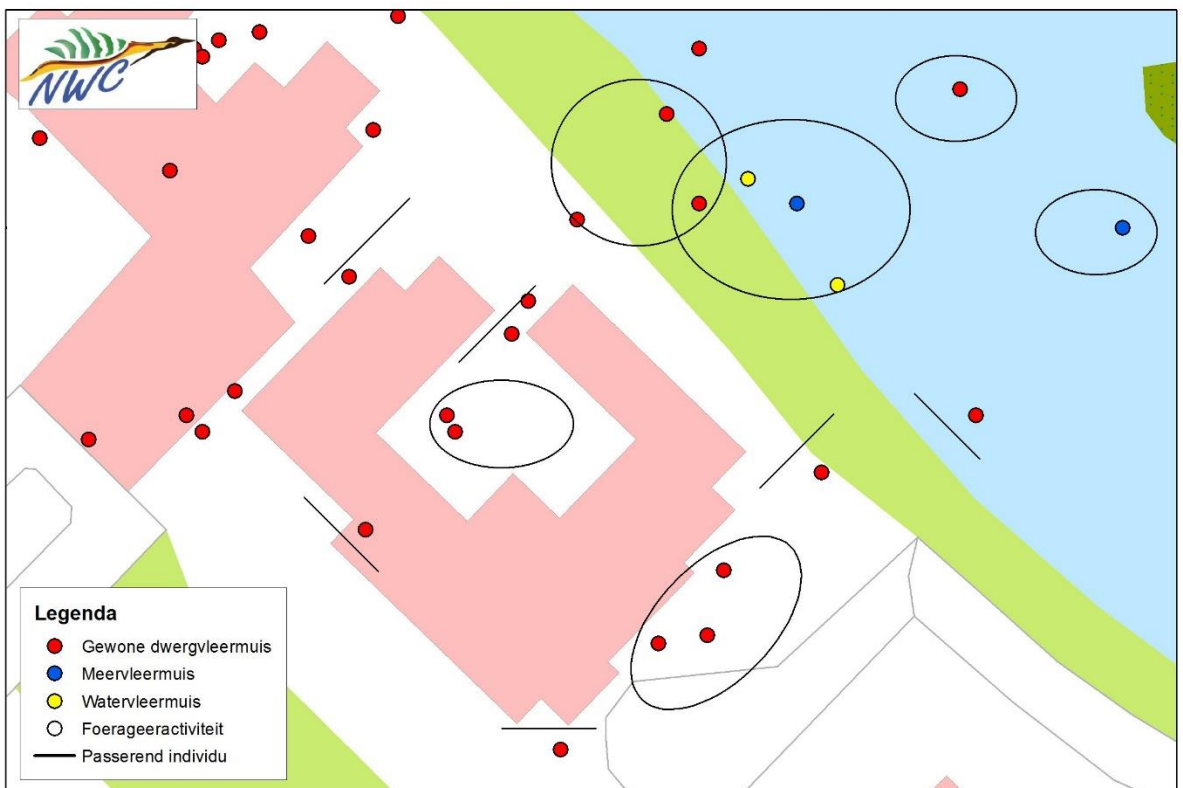 NWC
Legenda
Gewone dwergvleermuis
Meervleermuis
Watervleermuis
Foerageeractiviteit
Passerend individu